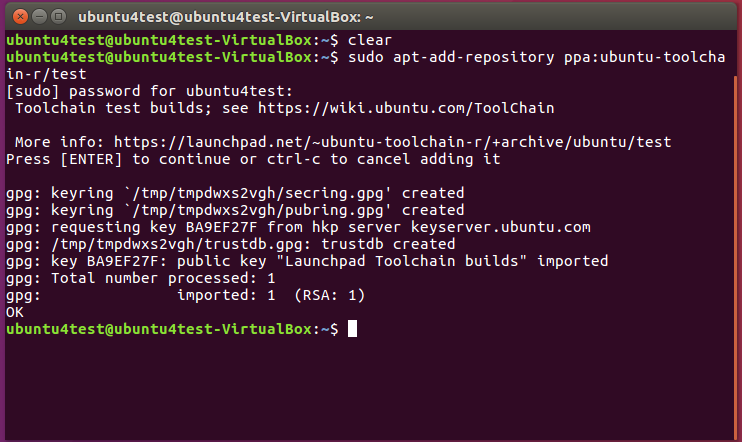 ubuntu4test@ubuntu4test-VirtualBox: ~
ubuntu4test@ubuntu4test-VirtualBox:~$ clear
ubuntu4test@ubuntu4test-VirtualBox:~$ sudo apt-add-repository ppa:ubuntu-toolcha
in-r/test
[sudo] password for ubuntu4test:
 Toolchain test builds; see https://wiki.ubuntu.com/ToolChain
 More info: https://launchpad.net/~ubuntu-toolchain-r/+archive/ubuntu/test
Press [ENTER] to continue or ctrl-c to cancel adding it
gpg: keyring `/tmp/tmpdwxs2vgh/secring.gpg' created
gpg: keyring `/tmp/tmpdwxs2vgh/pubring.gpg' created
gpg: requesting key BA9EF27F from hkp server keyserver.ubuntu.com
gpg: /tmp/tmpdwxs2vgh/trustdb.gpg: trustdb created
gpg: key BA9EF27F: public key "Launchpad Toolchain builds" imported
gpg: Total number processed: 1
gpg:               imported: 1  (RSA: 1)
OK
ubuntu4test@ubuntu4test-VirtualBox:~$